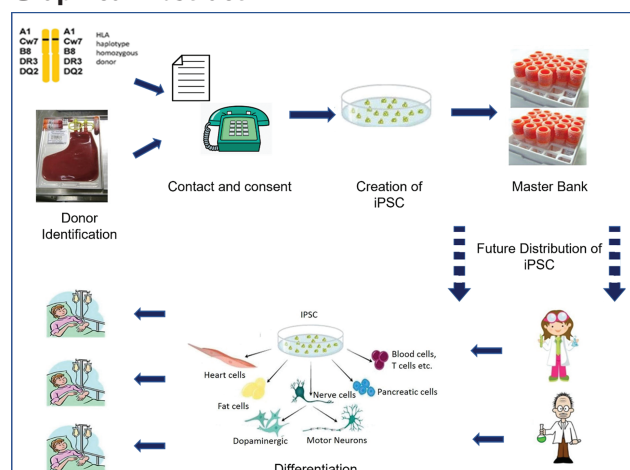 A1 A1
Cw7 Cw7
B8 B8
DR3 DR3
DQ2 DQ2
HLA
haplotype
homozygous
donor
Donor
Identification
Contact and consent
Creation of
iPSC
Master Bank
Future Distribution of
iPSC
IPSC
Heart cells
Fat cells
Nerve cells
Dopaminergic
Motor Neurons
Pancreatic cells
Blood cells,
T cells etc.
Differentiation